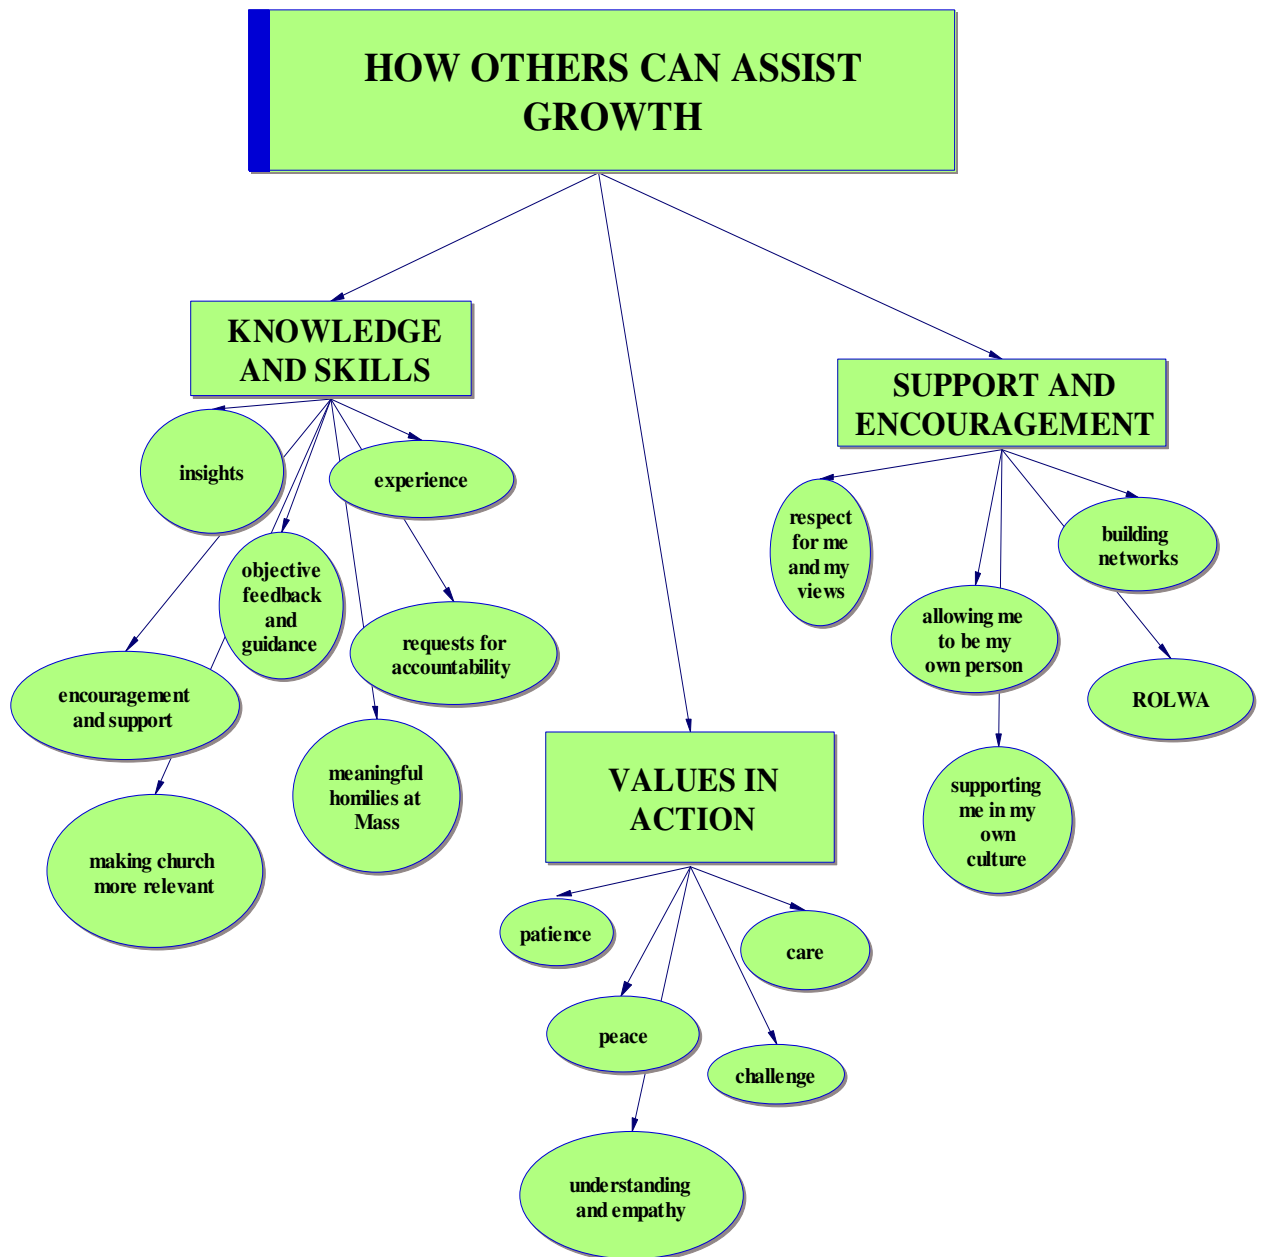 HOW OTHERS CAN ASSIST
GROWTH
KNOWLEDGE
AND SKILLS
insights
experience
objective
feedback
and
guidance
requests for
accountability
encouragement
and support
meaningful
homilies at
Mass
making church
more relevant
VALUES IN
ACTION
patience
care
peace
challenge
understanding
and empathy
SUPPORT AND
ENCOURAGEMENT
respect
for me
and my
views
building
networks
allowing me
to be my
own person
ROLWA
supporting
me in my
own
culture